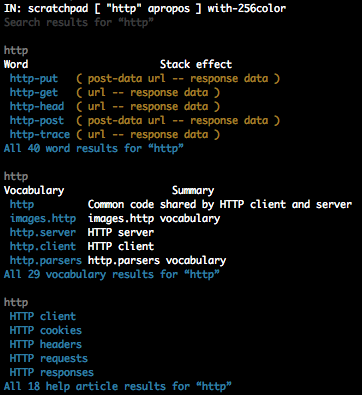 IN: scratchpad [ "http" apropos ] with-256color
Search results for “http”
http
Word Stack effect
http-put ( post-data url -- response data )
http-get ( url -- response data )
http-head ( url -- response data )
http-post ( post-data url -- response data )
http-trace ( url -- response data )
All 40 word results for “http”
http
Vocabulary Summary
http Common code shared by HTTP client and server
images.http images.http vocabulary
http.server HTTP server
http.client HTTP client
http.parsers http.parsers vocabulary
All 29 vocabulary results for “http”
http
HTTP client
HTTP cookies
HTTP headers
HTTP requests
HTTP responses
All 18 help article results for “http”